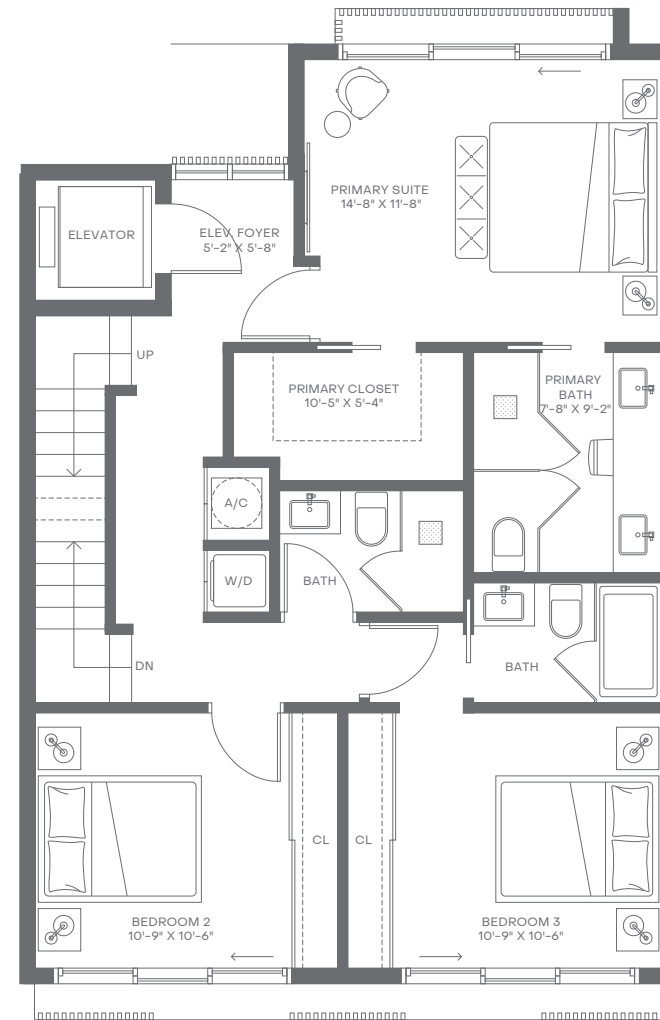 PRIMARY SUITE
14'-8" X 11'-8"
ELEVATOR
ELEV. FOYER
5'-2" X 5'-8"
UP
PRIMARY CLOSET
10'-5" X 5'-4"
PRIMARY
BATH
7'-8" X 9'-2"
A/C
W/D
BATH
DN
BATH
CL
CL
BEDROOM 2
10'-9" X 10'-6"
BEDROOM 3
10'-9" X 10'-6"